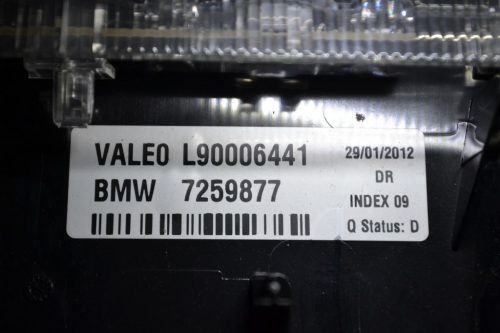 VALEO L90006441
BMW 7259877
29/01/2012
DR
INDEX 09
Q Status: D